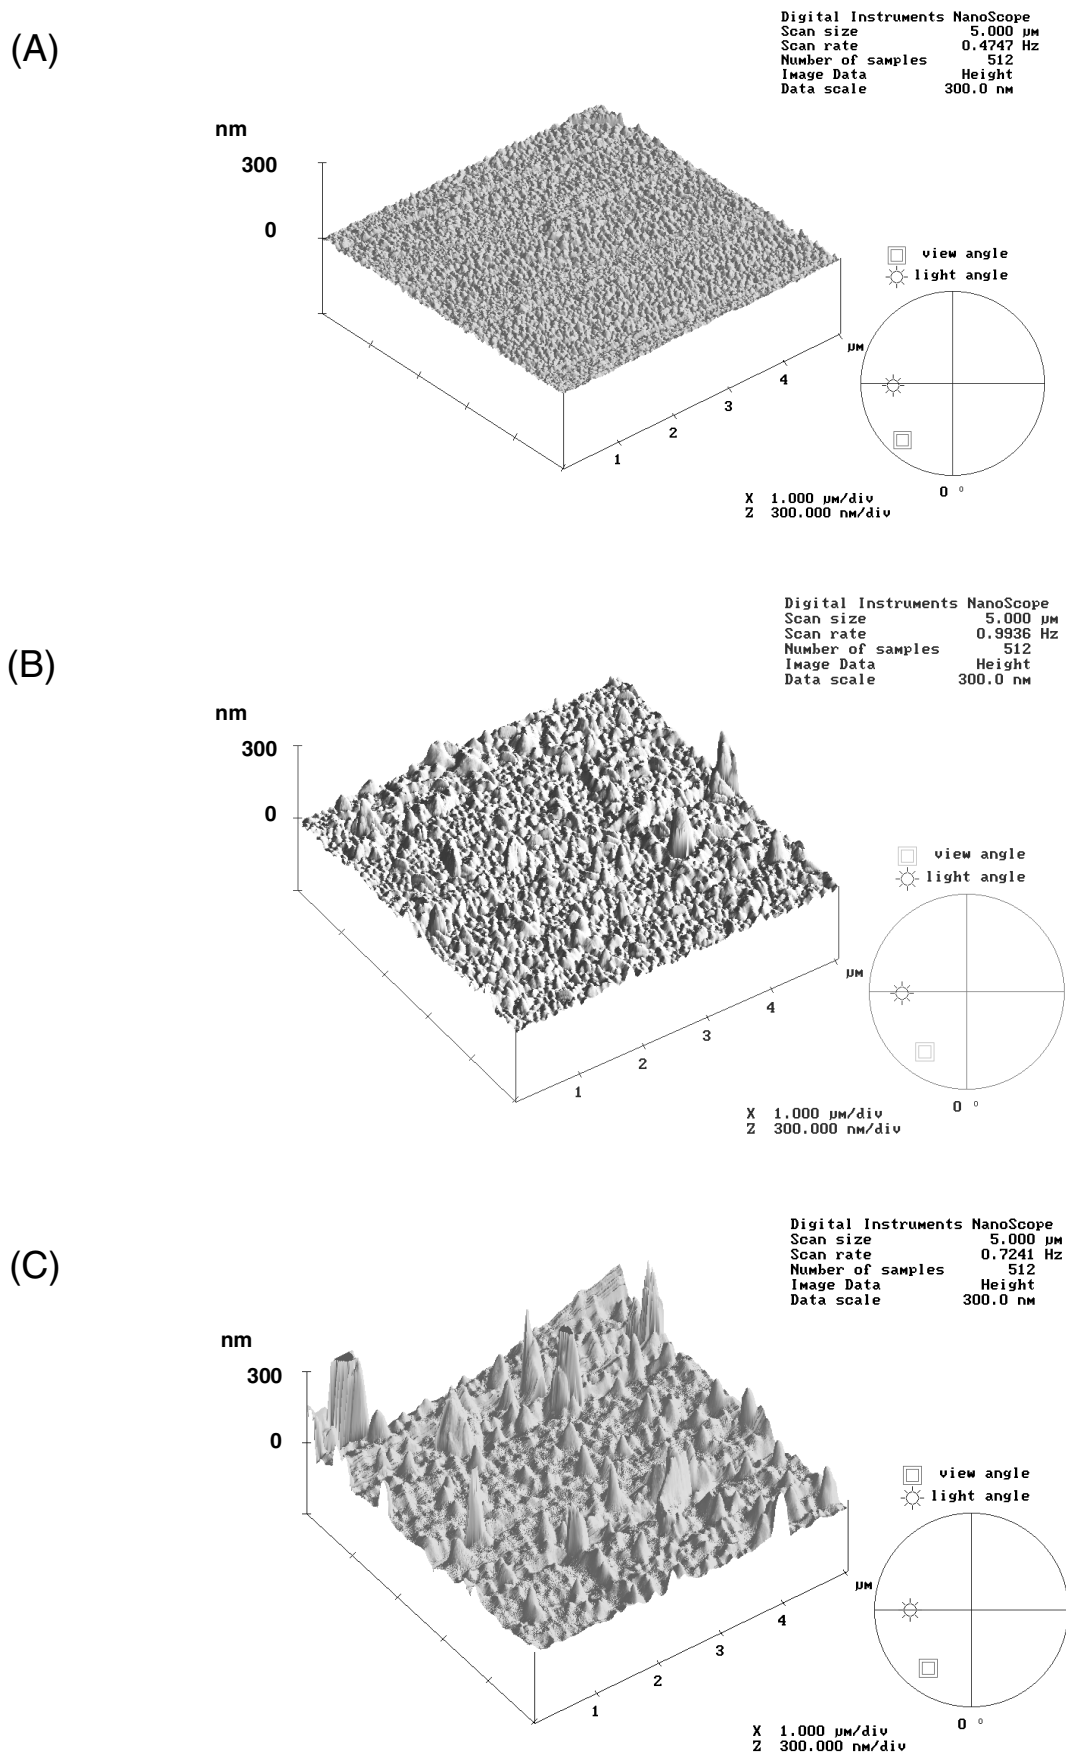 (A)
Digital Instruments NanoScope
Scan size 5.000 µm
Scan rate 0.4747 Hz
Number of samples 512
Image Data Height
Data scale 300.0 nm
nm
300
0
view angle
light angle
µm
4
3
2
1
0 °
X 1.000 µm/div
Z 300.000 nm/div
(B)
Digital Instruments NanoScope
Scan size 5.000 µm
Scan rate 0.9936 Hz
Number of samples 512
Image Data Height
Data scale 300.0 nm
nm
300
0
view angle
light angle
µm
4
3
2
1
0 °
X 1.000 µm/div
Z 300.000 nm/div
(C)
Digital Instruments NanoScope
Scan size 5.000 µm
Scan rate 0.7241 Hz
Number of samples 512
Image Data Height
Data scale 300.0 nm
nm
300
0
view angle
light angle
µm
4
3
2
1
0 °
X 1.000 µm/div
Z 300.000 nm/div